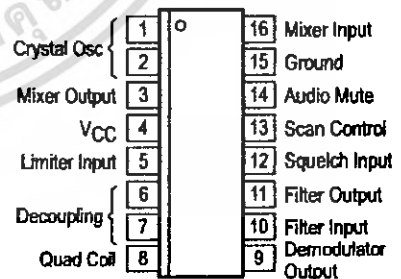 Crystal Osc
1
2
Mixer Output 3
VCC 4
Limiter Input 5
Decoupling
6
7
Quad Coil 8
16 Mixer Input
15 Ground
14 Audio Mute
13 Scan Control
12 Squelch Input
11 Filter Output
10 Filter Input
9 Demodulator
Output